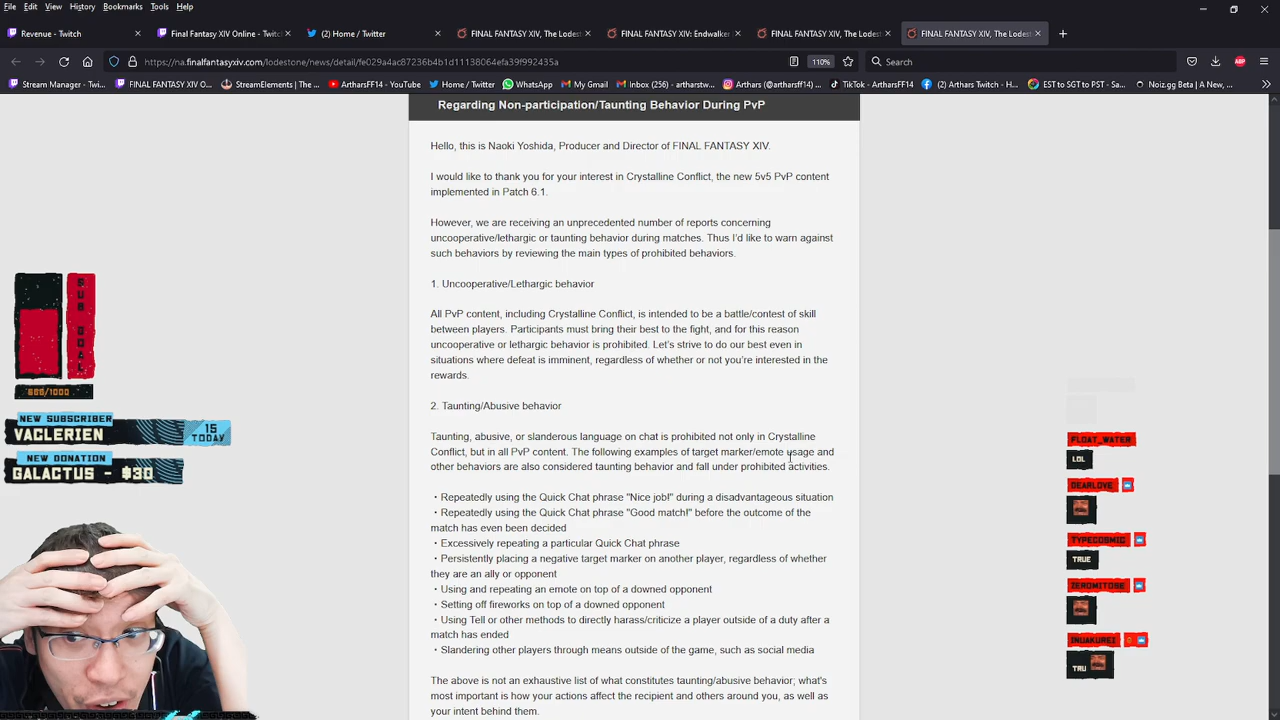 File Edit View History Bookmarks Tools Help
Revenue - Twitch
Final Fantasy XIV Online - Twitc
(2) Home / Twitter
FINAL FANTASY XIV, The Lodest
FINAL FANTASY XIV: Endwalker
FINAL FANTASY XIV, The Lodest
FINAL FANTASY XIV, The Lodest
https://na.finalfantasyxiv.com/lodestone/news/detail/fe029a4ac87236b4b1d11138064efa39f992435a
110%
Search
ABP
Stream Manager - Twi...
FINAL FANTASY XIV O...
StreamElements | The ...
ArtharsFF14 - YouTube
Home / Twitter
WhatsApp
My Gmail
Inbox (256) - artharstw...
Arthars (@artharsff14) ...
TikTok - ArtharsFF14
(2) Arthars Twitch - H...
EST to SGT to PST - Sa...
Noiz.gg Beta | A New, ...
Regarding Non-participation/Taunting Behavior During PvP
Hello, this is Naoki Yoshida, Producer and Director of FINAL FANTASY XIV.
I would like to thank you for your interest in Crystalline Conflict, the new 5v5 PvP content
implemented in Patch 6.1.
However, we are receiving an unprecedented number of reports concerning
uncooperative/lethargic or taunting behavior during matches. Thus I'd like to warn against
such behaviors by reviewing the main types of prohibited behaviors.
1. Uncooperative/Lethargic behavior
All PvP content, including Crystalline Conflict, is intended to be a battle/contest of skill
between players. Participants must bring their best to the fight, and for this reason
uncooperative or lethargic behavior is prohibited. Let's strive to do our best even in
situations where defeat is imminent, regardless of whether or not you're interested in the
rewards.
2. Taunting/Abusive behavior
Taunting, abusive, or slanderous language on chat is prohibited not only in Crystalline
Conflict, but in all PvP content. The following examples of target marker/emote usage and
other behaviors are also considered taunting behavior and fall under prohibited activities.
・Repeatedly using the Quick Chat phrase "Nice job!" during a disadvantageous situation
・Repeatedly using the Quick Chat phrase "Good match!" before the outcome of the
match has even been decided
・Excessively repeating a particular Quick Chat phrase
・Persistently placing a negative target marker on another player, regardless of whether
they are an ally or opponent
・Using and repeating an emote on top of a downed opponent
・Setting off fireworks on top of a downed opponent
・Using Tell or other methods to directly harass/criticize a player outside of a duty after a
match has ended
・Slandering other players through means outside of the game, such as social media
The above is not an exhaustive list of what constitutes taunting/abusive behavior; what's
most important is how your actions affect the recipient and others around you, as well as
your intent behind them.
SUB GOAL
NEW SUBSCRIBER
VACLERIEN
15
TODAY
NEW DONATION
GALACTUS - $30
FLOAT_WATER
LOL
DEARLOVE
TYPECOSMIC
TRUE
ZEROMITOSE
INUAKUREI
TRU